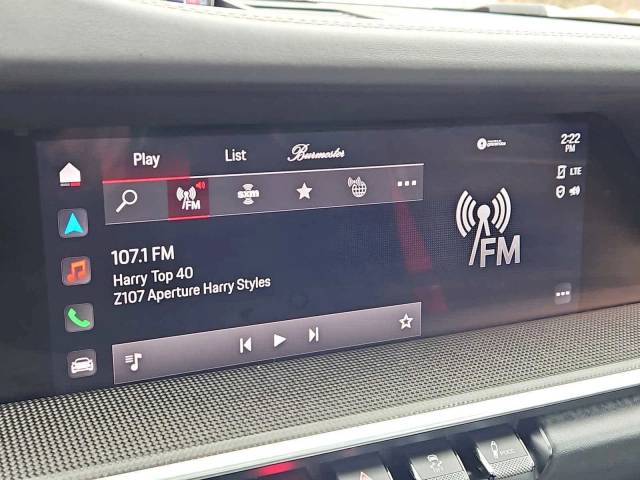 Play
List
Burmester
2:22
PM
FM
sxm
LTE
107.1 FM
Harry Top 40
Z107 Aperture Harry Styles
FM